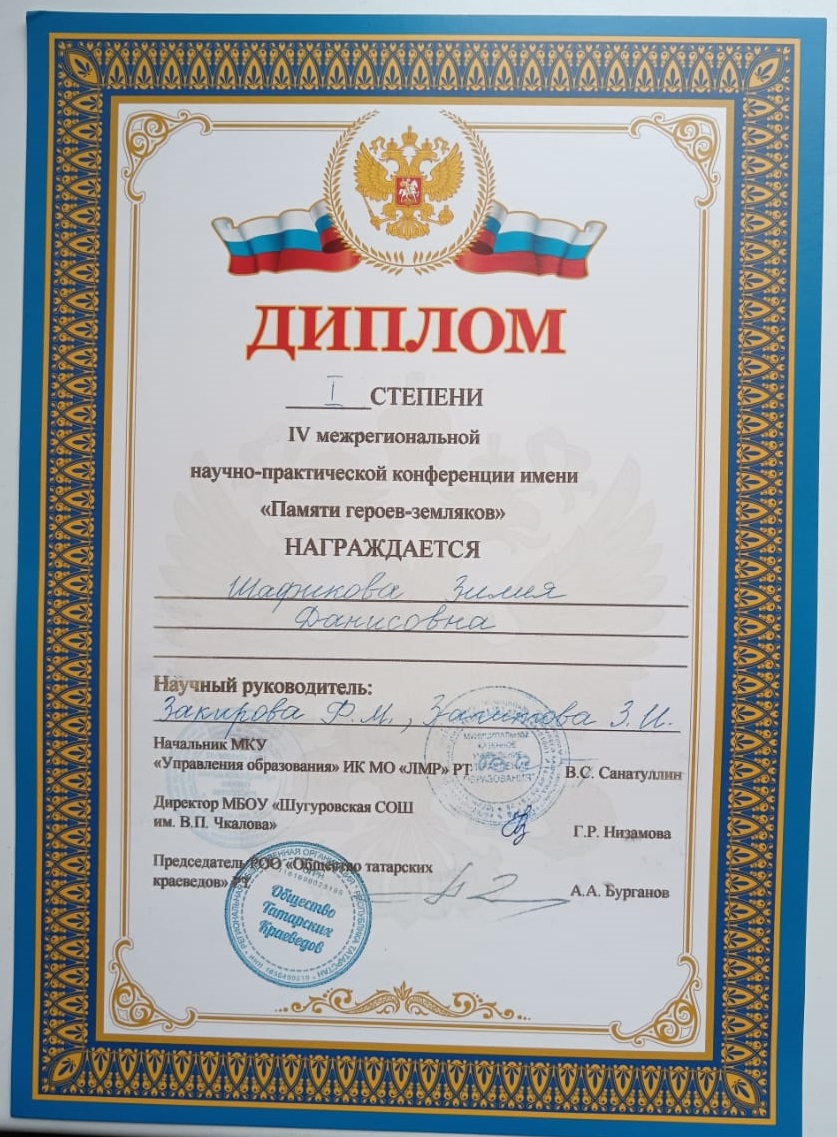 ДИПЛОМ
I СТЕПЕНИ
IV межрегиональной
научно-практической конференции имени
«Памяти героев-земляков»
НАГРАЖДАЕТСЯ
Шафикова Зилия
Данисовна
Научный руководитель:
Закирова Ф.М., З.И.
Начальник МКУ
«Управления образования» ИК МО «ЛМР» РТ В.С. Санатуллин
Директор МБОУ «Шугуровская СОШ
им. В.П. Чкалова» Г.Р. Низамова
Председатель РОО «Общество татарских
краеведов» РТ А.А. Бурганов
Общество
Татарских
Краеведов